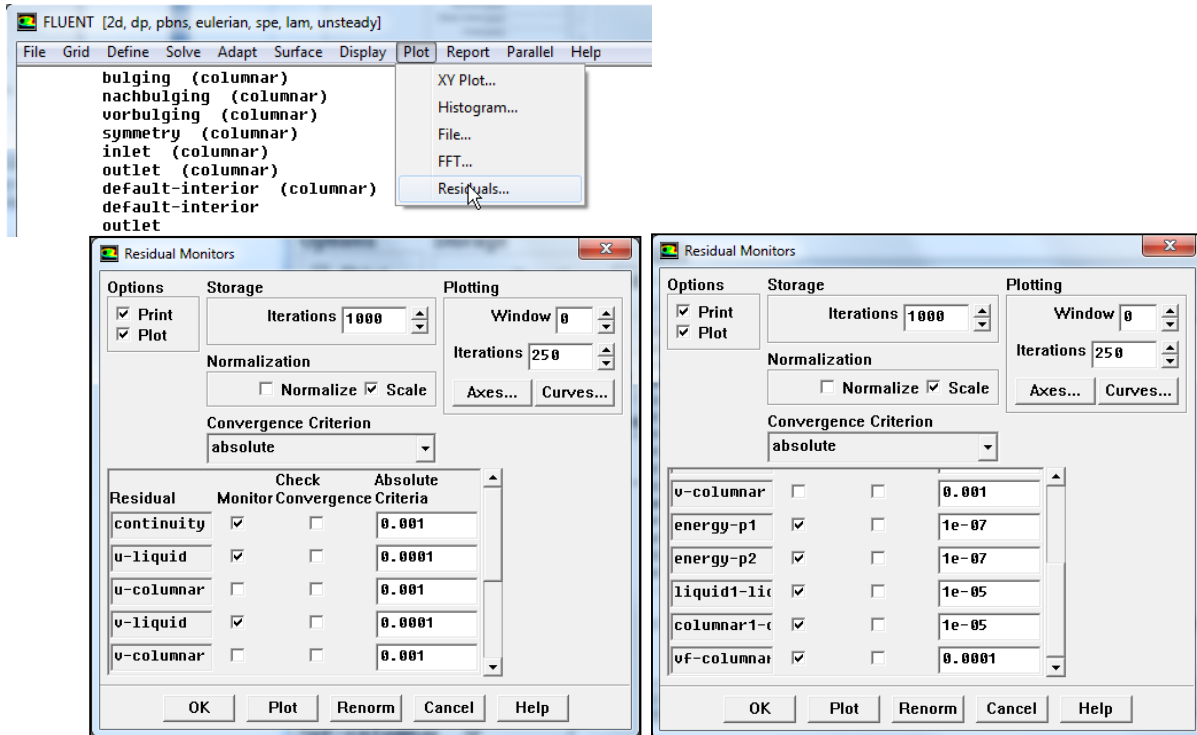 FLUENT [2d, dp, pbns, eulerian, spe, lam, unsteady]
File Grid Define Solve Adapt Surface Display Plot Report Parallel Help
bulging (columnar)
nachbulging (columnar)
vorbulging (columnar)
symmetry (columnar)
inlet (columnar)
outlet (columnar)
default-interior (columnar)
default-interior
outlet
XY Plot...
Histogram...
File...
FFT...
Residuals...
Residual Monitors
Options Storage Plotting
Print Iterations 1000 Window 0
Plot
Iterations 250
Normalization
Normalize Scale Axes... Curves...
Convergence Criterion
absolute
Check Absolute
Residual Monitor Convergence Criteria
continuity 0.001
u-liquid 0.0001
u-columnar 0.001
v-liquid 0.0001
v-columnar 0.001
OK Plot Renorm Cancel Help
Residual Monitors
Options Storage Plotting
Print Iterations 1000 Window 0
Plot
Iterations 250
Normalization
Normalize Scale Axes... Curves...
Convergence Criterion
absolute
v-columnar 0.001
energy-p1 1e-07
energy-p2 1e-07
liquid1-lic 1e-05
columnar1-c 1e-05
vf-columnar 0.0001
OK Plot Renorm Cancel Help